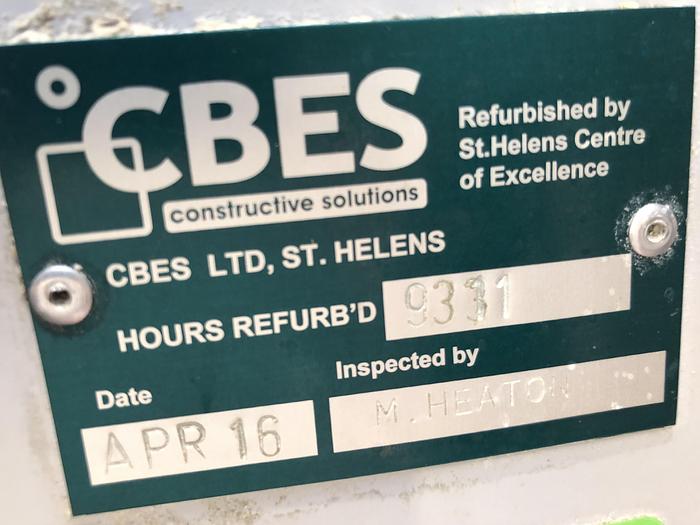 CBES
constructive solutions
Refurbished by
St.Helens Centre
of Excellence
CBES LTD, ST. HELENS
HOURS REFURB'D 9331
Date
APR 16
Inspected by
M. HEATON